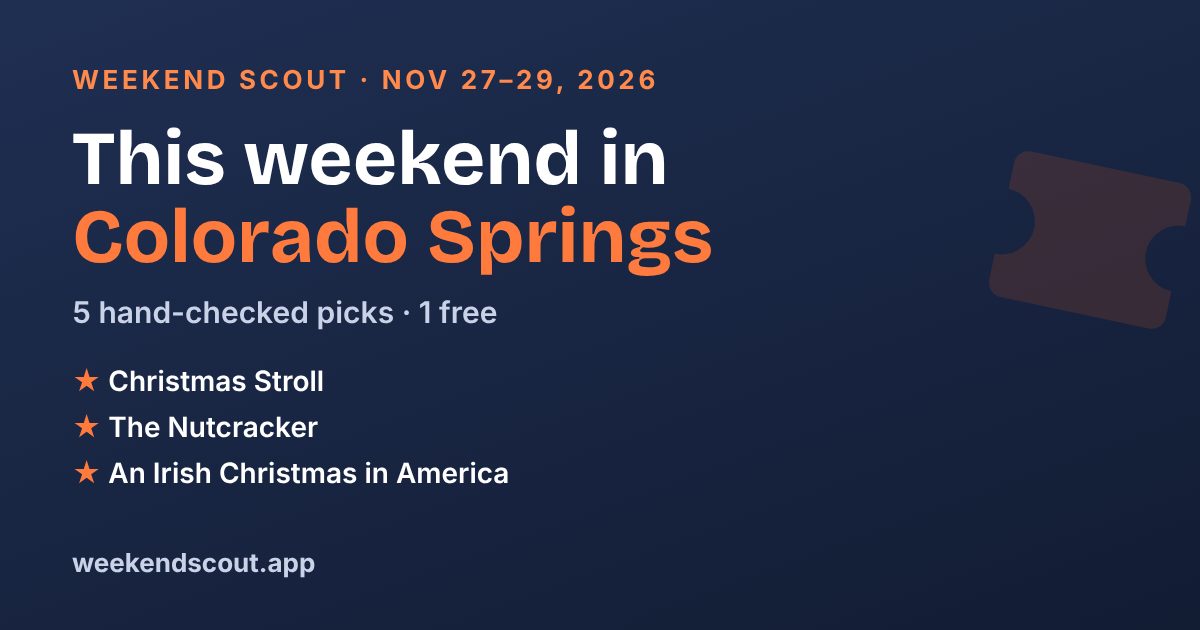 WEEKEND SCOUT · NOV 27–29, 2026
This weekend in
Colorado Springs
5 hand-checked picks · 1 free
★ Christmas Stroll
★ The Nutcracker
★ An Irish Christmas in America
weekendscout.app